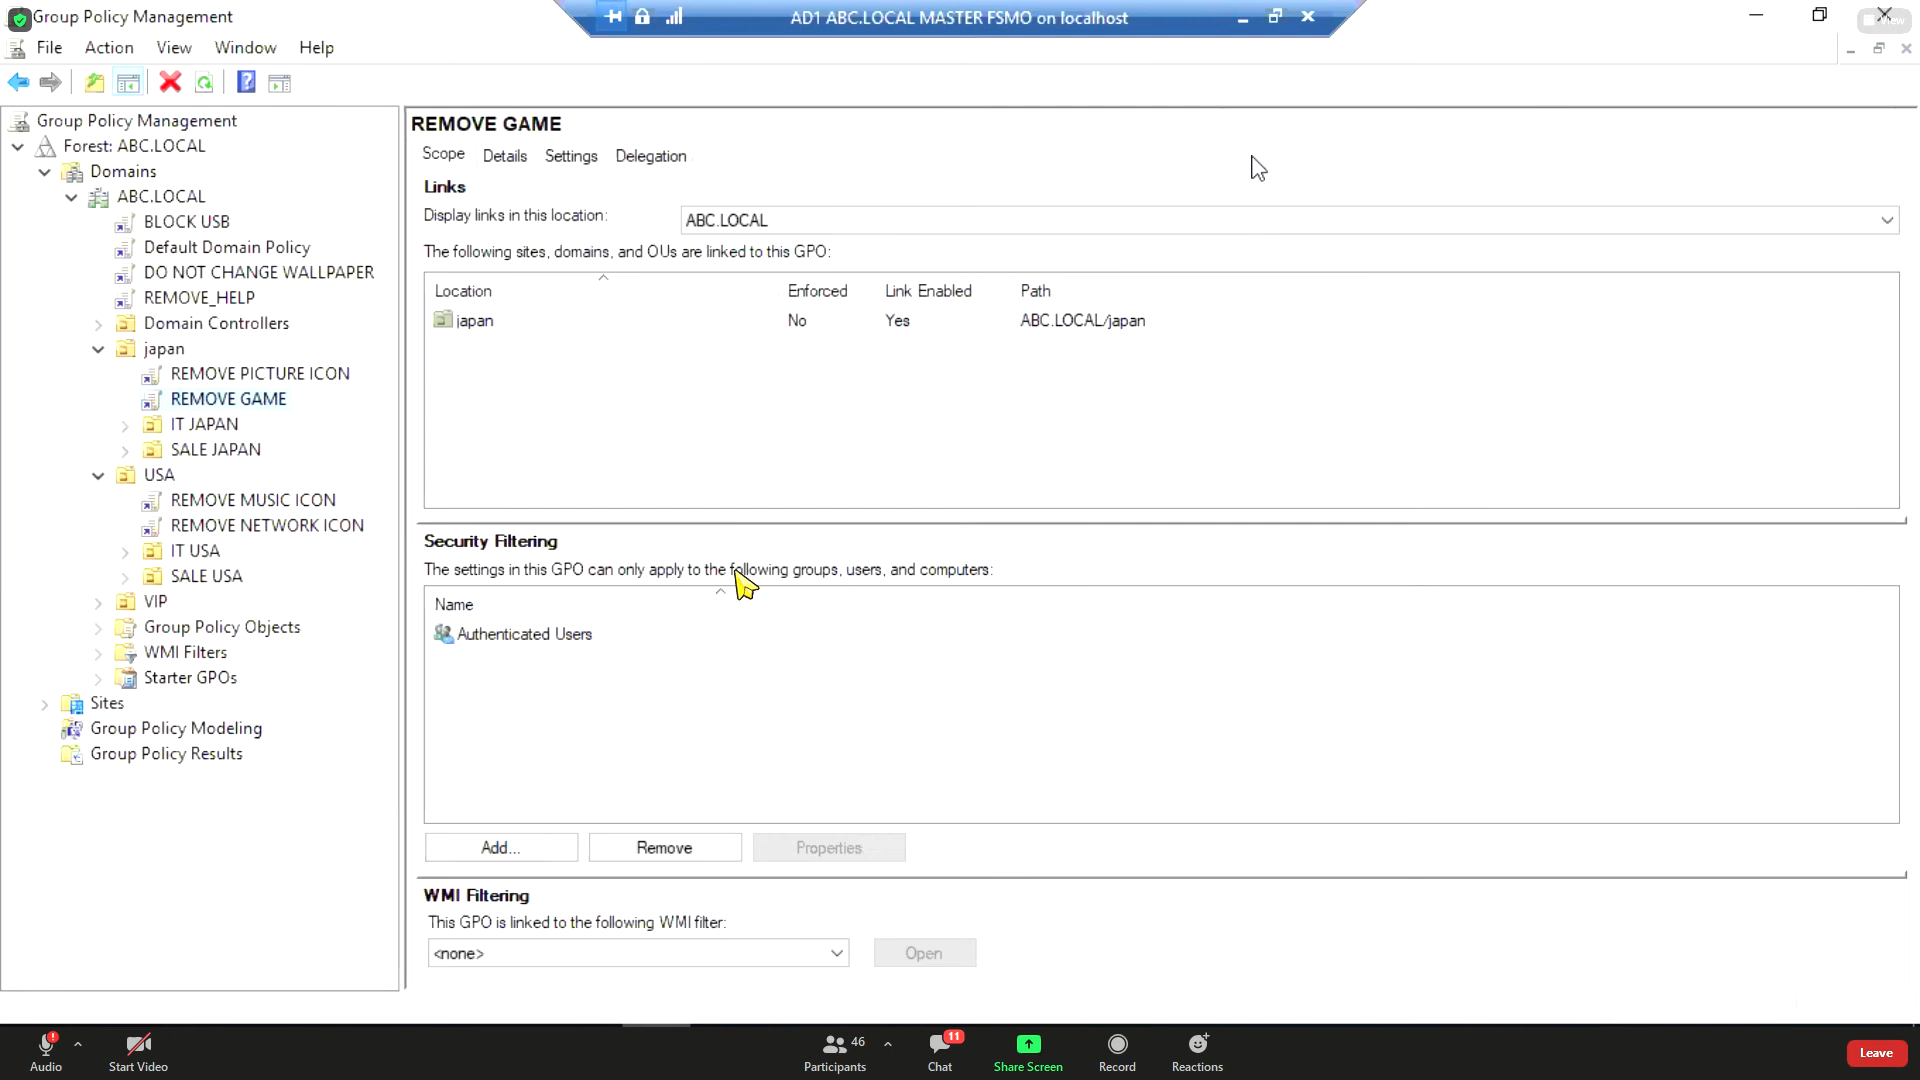 Group Policy Management
AD1 ABC.LOCAL MASTER FSMO on localhost
View
File Action View Window Help
Group Policy Management
Forest: ABC.LOCAL
Domains
ABC.LOCAL
BLOCK USB
Default Domain Policy
DO NOT CHANGE WALLPAPER
REMOVE_HELP
Domain Controllers
japan
REMOVE PICTURE ICON
REMOVE GAME
IT JAPAN
SALE JAPAN
USA
REMOVE MUSIC ICON
REMOVE NETWORK ICON
IT USA
SALE USA
VIP
Group Policy Objects
WMI Filters
Starter GPOs
Sites
Group Policy Modeling
Group Policy Results
REMOVE GAME
Scope Details Settings Delegation
Links
Display links in this location: ABC.LOCAL
The following sites, domains, and OUs are linked to this GPO:
Location Enforced Link Enabled Path
japan No Yes ABC.LOCAL/japan
Security Filtering
The settings in this GPO can only apply to the following groups, users, and computers:
Name
Authenticated Users
Add... Remove Properties
WMI Filtering
This GPO is linked to the following WMI filter:
<none> Open
46 11
Audio Start Video Participants Chat Share Screen Record Reactions Leave